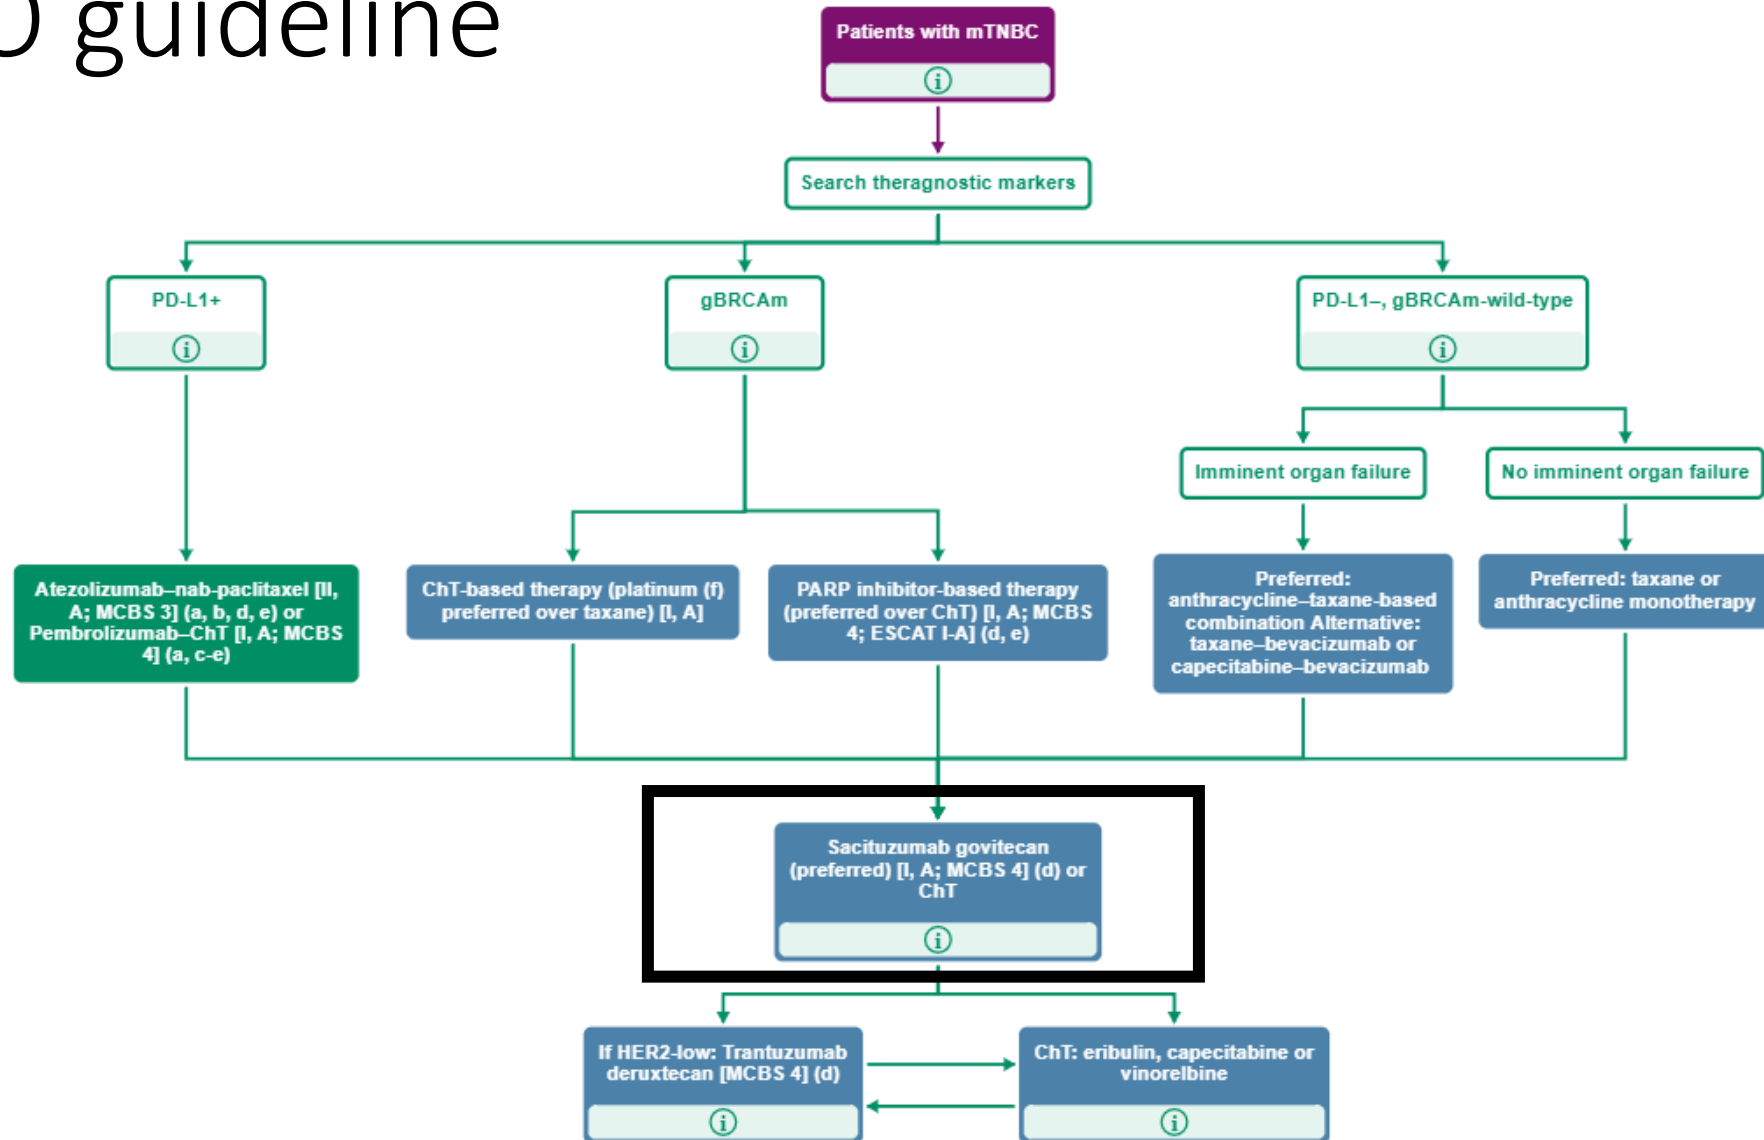 guideline
Patients with mTNBC
Search theragnostic markers
PD-L1+
gBRCAm
PD-L1–, gBRCAm-wild-type
Imminent organ failure
No imminent organ failure
Atezolizumab–nab-paclitaxel [II,
A; MCBS 3] (a, b, d, e) or
Pembrolizumab–ChT [I, A; MCBS
4] (a, c-e)
ChT-based therapy (platinum (f)
preferred over taxane) [I, A]
PARP inhibitor-based therapy
(preferred over ChT) [I, A; MCBS
4; ESCAT I-A] (d, e)
Preferred:
anthracycline–taxane-based
combination Alternative:
taxane–bevacizumab or
capecitabine–bevacizumab
Preferred: taxane or
anthracycline monotherapy
Sacituzumab govitecan
(preferred) [I, A; MCBS 4] (d) or
ChT
If HER2-low: Trantuzumab
deruxtecan [MCBS 4] (d)
ChT: eribulin, capecitabine or
vinorelbine